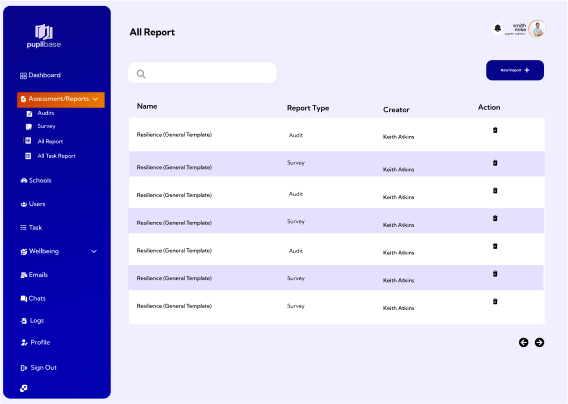 pupilbase
Dashboard
Assessment/Reports
Audits
Survey
All Report
All Task Report
Schools
Users
Task
Wellbeing
Emails
Chats
Logs
Profile
Sign Out
All Report
smith
mike
super admin
New Report +
Name Report Type Creator Action
Resilience (General Template) Audit Keith Atkins
Resilience (General Template) Survey Keith Atkins
Resilience (General Template) Audit Keith Atkins
Resilience (General Template) Survey Keith Atkins
Resilience (General Template) Audit Keith Atkins
Resilience (General Template) Survey Keith Atkins
Resilience (General Template) Survey Keith Atkins